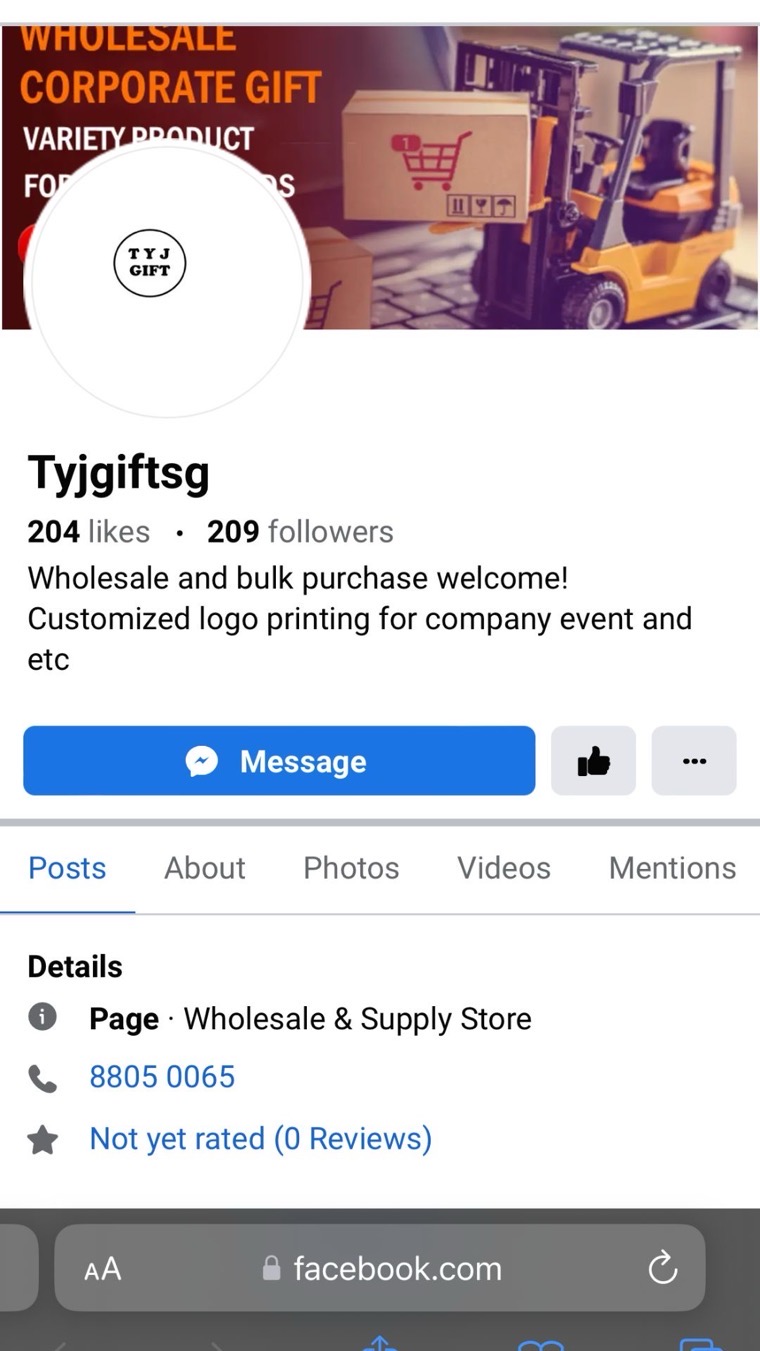 WHOLESALE
CORPORATE GIFT
VARIETY PRODUCT
TYJ
GIFT
1
Tyjgiftsg
204 likes · 209 followers
Wholesale and bulk purchase welcome!
Customized logo printing for company event and
etc
Message
Posts About Photos Videos Mentions
Details
Page · Wholesale & Supply Store
8805 0065
Not yet rated (0 Reviews)
AA facebook.com